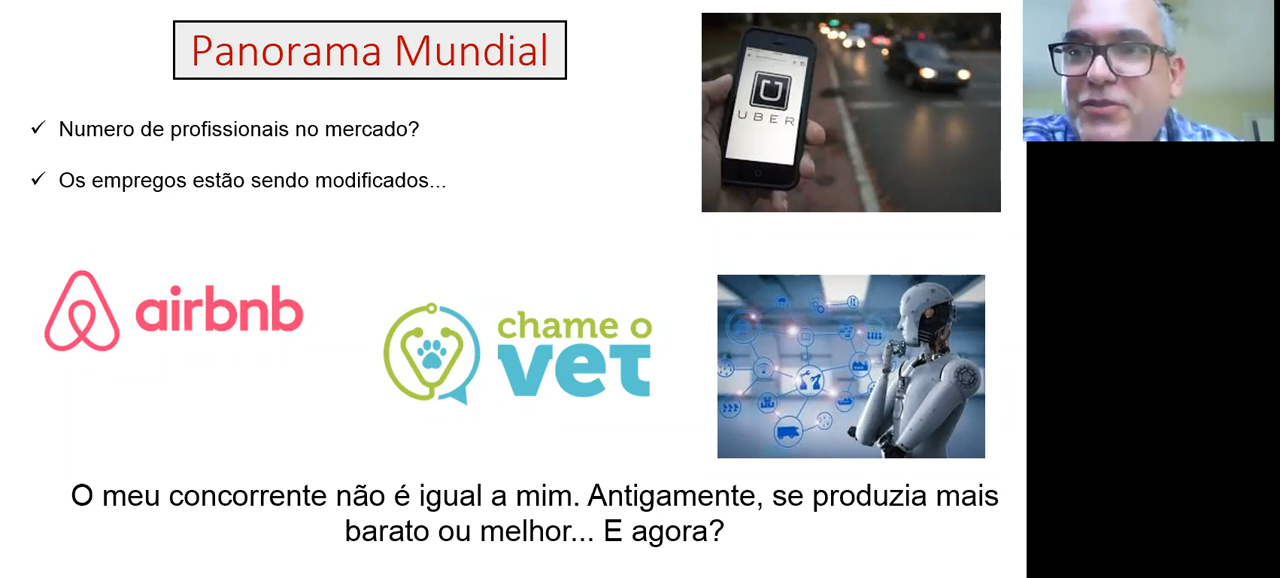 Panorama Mundial
✓ Numero de profissionais no mercado?
✓ Os empregos estão sendo modificados...
UBER
airbnb
chame o
vet
O meu concorrente não é igual a mim. Antigamente, se produzia mais
barato ou melhor... E agora?